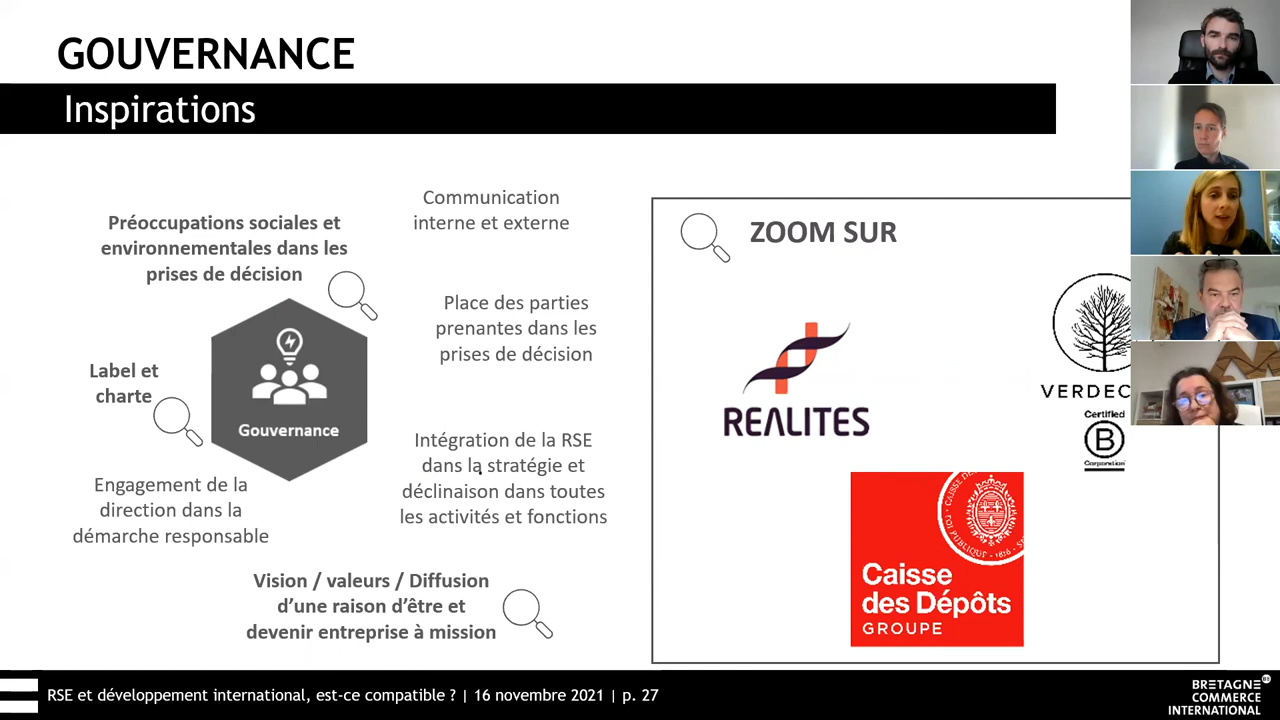 GOUVERNANCE
Inspirations
Préoccupations sociales et
environnementales dans les
prises de décision
Communication
interne et externe
Place des parties
prenantes dans les
prises de décision
Label et
charte
Gouvernance
Intégration de la RSE
dans la stratégie et
déclinaison dans toutes
les activités et fonctions
Engagement de la
direction dans la
démarche responsable
Vision / valeurs / Diffusion
d'une raison d'être et
devenir entreprise à mission
ZOOM SUR
REALITES
VERDEC
Certified
B
Corporation
Caisse
des Dépôts
GROUPE
RSE et développement international, est-ce compatible ? | 16 novembre 2021 | p. 27
BRETAGNE
COMMERCE
INTERNATIONAL